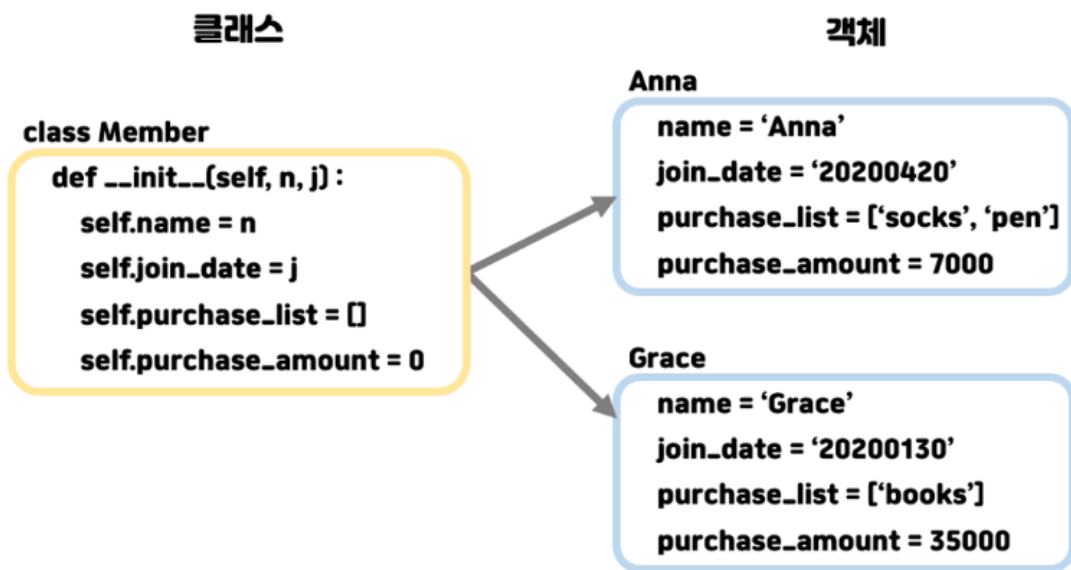 클래스
객체
class Member
def __init__(self, n, j) :
self.name = n
self.join_date = j
self.purchase_list = []
self.purchase_amount = 0
Anna
name = ‘Anna’
join_date = ‘20200420’
purchase_list = [‘socks’, ‘pen’]
purchase_amount = 7000
Grace
name = ‘Grace’
join_date = ‘20200130’
purchase_list = [‘books’]
purchase_amount = 35000